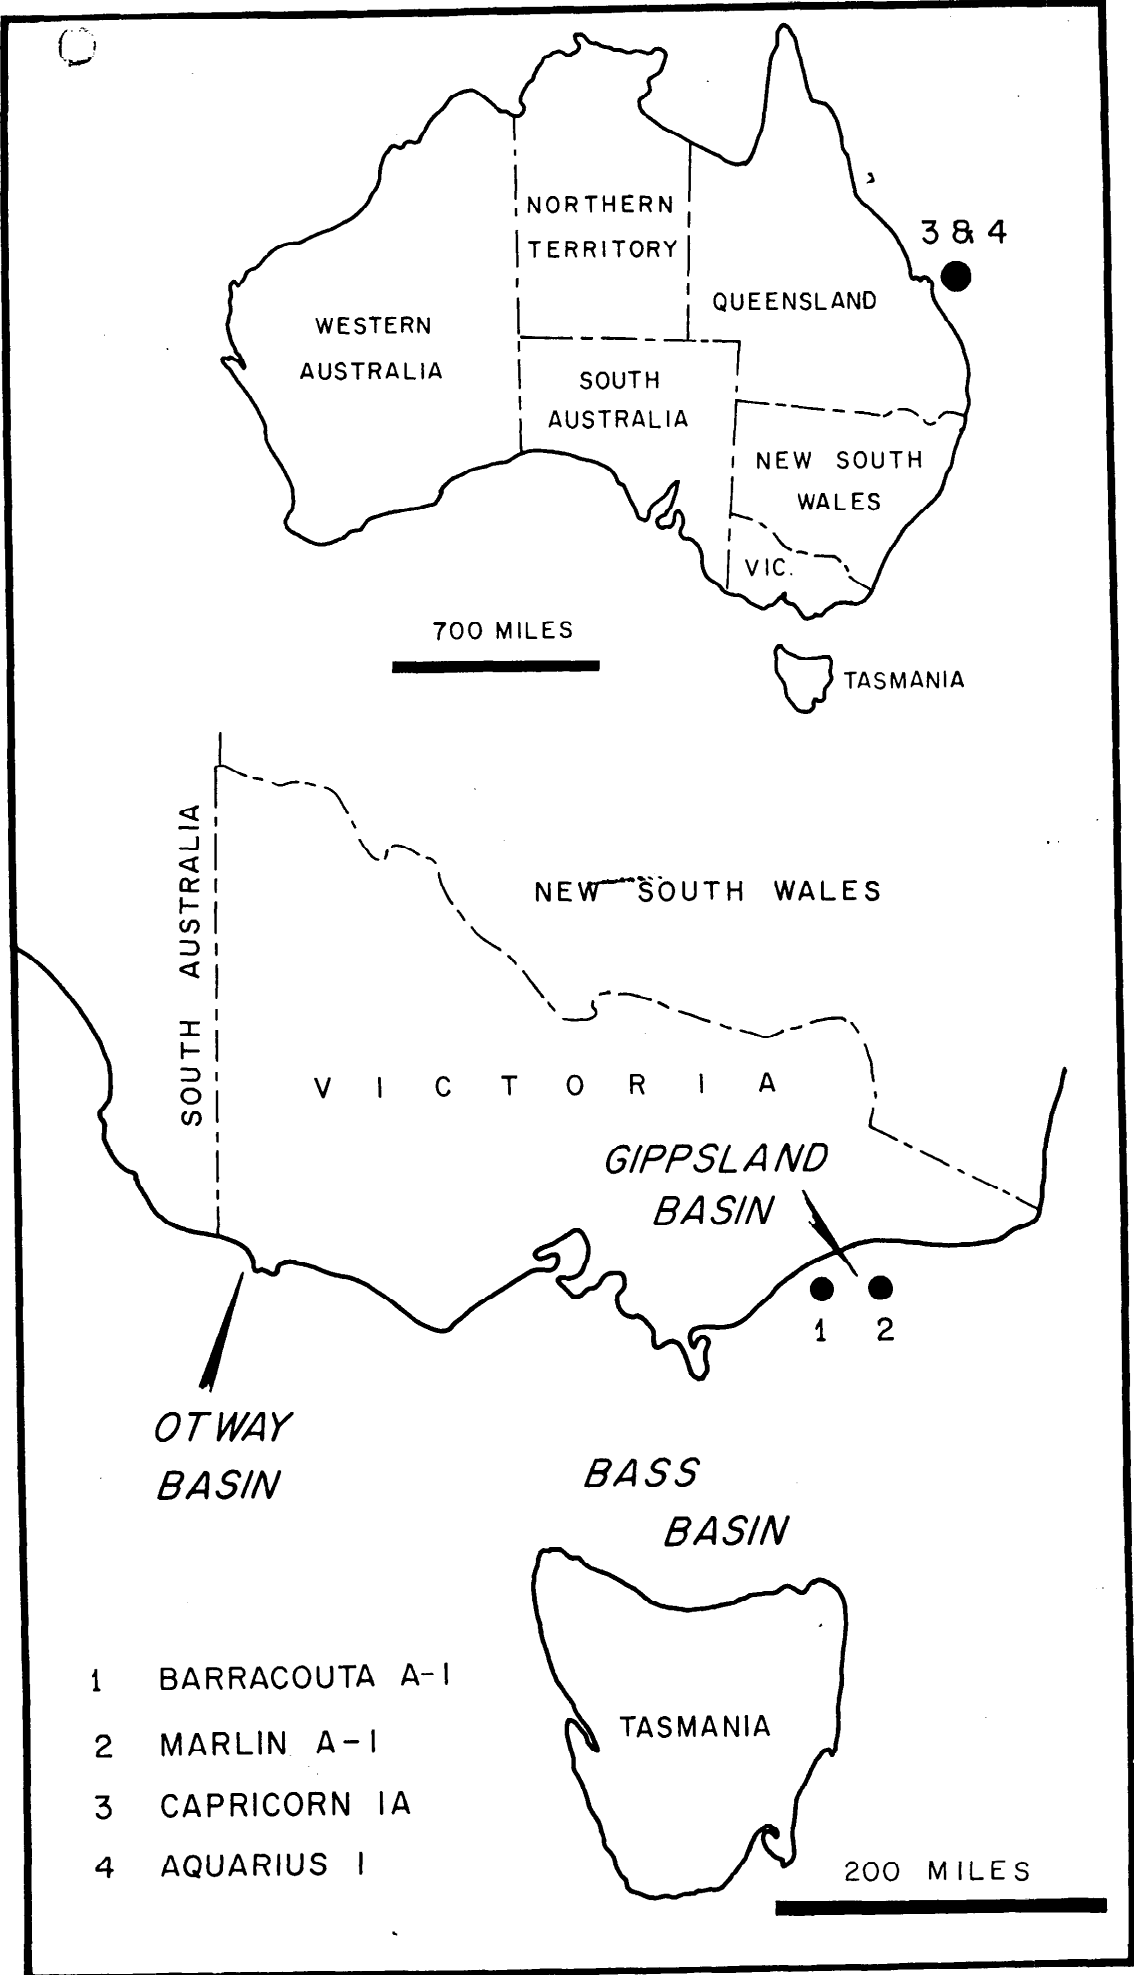 3 & 4
NORTHERN
TERRITORY
QUEENSLAND
WESTERN
AUSTRALIA
SOUTH
AUSTRALIA
NEW SOUTH
WALES
VIC.
700 MILES
TASMANIA
SOUTH AUSTRALIA
NEW SOUTH WALES
VICTORIA
GIPPSLAND
BASIN
1 2
OTWAY
BASIN
BASS
BASIN
TASMANIA
1 BARRACOUTA A-1
2 MARLIN A-1
3 CAPRICORN 1A
4 AQUARIUS 1
200 MILES